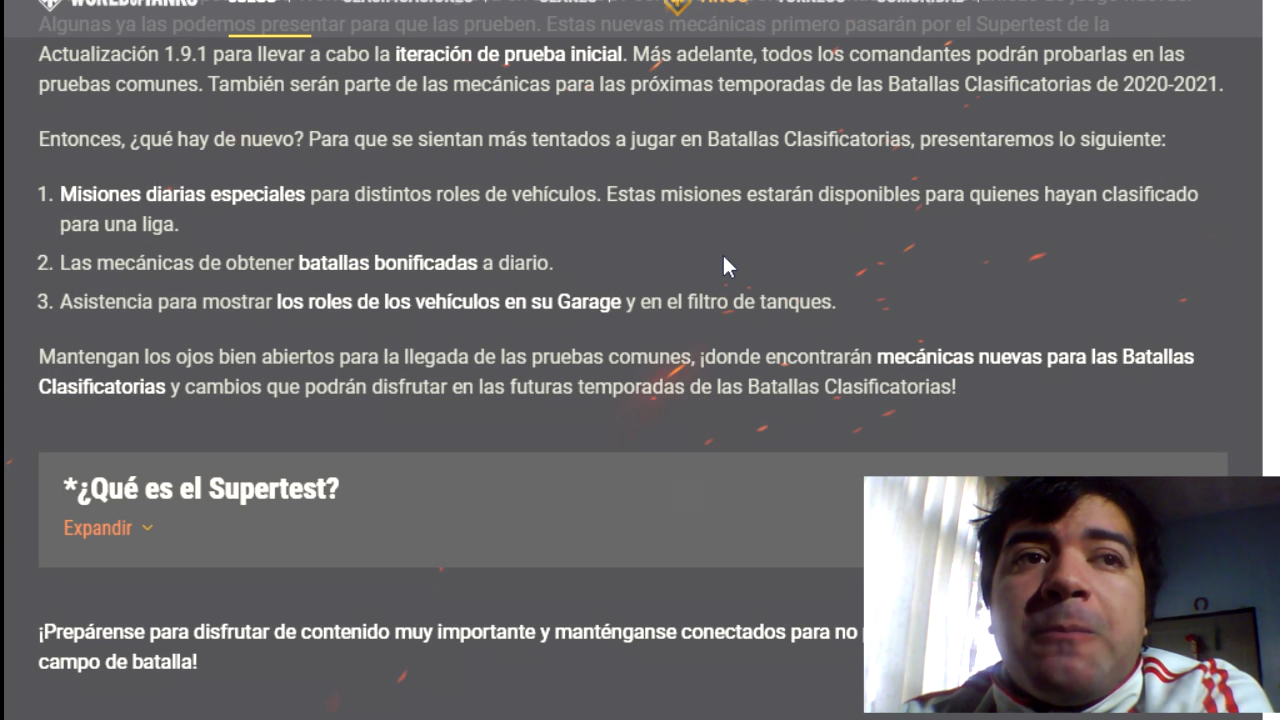 WORLD OF TANKS JUEGO CLASIFICACIONES CLANES AÑOS TORNEOS COMUNIDAD
Algunas ya las podemos presentar para que las prueben. Estas nuevas mecánicas primero pasarán por el Supertest de la
Actualización 1.9.1 para llevar a cabo la iteración de prueba inicial. Más adelante, todos los comandantes podrán probarlas en las
pruebas comunes. También serán parte de las mecánicas para las próximas temporadas de las Batallas Clasificatorias de 2020-2021.
Entonces, ¿qué hay de nuevo? Para que se sientan más tentados a jugar en Batallas Clasificatorias, presentaremos lo siguiente:
1. Misiones diarias especiales para distintos roles de vehículos. Estas misiones estarán disponibles para quienes hayan clasificado
para una liga.
2. Las mecánicas de obtener batallas bonificadas a diario.
3. Asistencia para mostrar los roles de los vehículos en su Garage y en el filtro de tanques.
Mantengan los ojos bien abiertos para la llegada de las pruebas comunes, ¡donde encontrarán mecánicas nuevas para las Batallas
Clasificatorias y cambios que podrán disfrutar en las futuras temporadas de las Batallas Clasificatorias!
*¿Qué es el Supertest?
Expandir
¡Prepárense para disfrutar de contenido muy importante y manténganse conectados para no
campo de batalla!